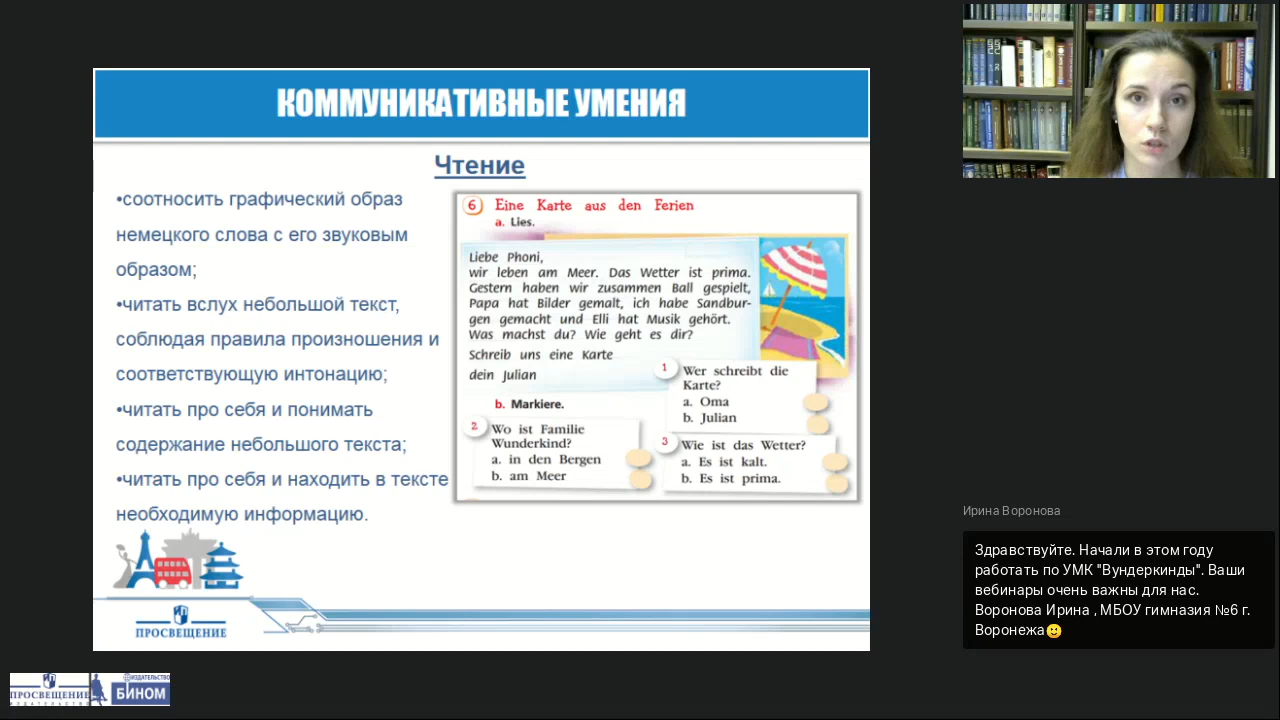 КОММУНИКАТИВНЫЕ УМЕНИЯ
Чтение
•соотносить графический образ
немецкого слова с его звуковым
образом;
•читать вслух небольшой текст,
соблюдая правила произношения и
соответствующую интонацию;
•читать про себя и понимать
содержание небольшого текста;
•читать про себя и находить в тексте
необходимую информацию.
6 Eine Karte aus den Ferien
a. Lies.
Liebe Phoni,
wir leben am Meer. Das Wetter ist prima.
Gestern haben wir zusammen Ball gespielt,
Papa hat Bilder gemalt, ich habe Sandbur-
gen gemacht und Elli hat Musik gehört.
Was machst du? Wie geht es dir?
Schreib uns eine Karte
dein Julian
b. Markiere.
1 Wer schreibt die
Karte?
a. Oma
b. Julian
2 Wo ist Familie
Wunderkind?
a. in den Bergen
b. am Meer
3 Wie ist das Wetter?
a. Es ist kalt.
b. Es ist prima.
ПРОСВЕЩЕНИЕ
Ирина Воронова
Здравствуйте. Начали в этом году
работать по УМК "Вундеркинды". Ваши
вебинары очень важны для нас.
Воронова Ирина , МБОУ гимназия №6 г.
Воронежа
ПРОСВЕЩЕНИЕ
ИЗДАТЕЛЬСТВО
ИЗДАТЕЛЬСТВО
БИНОМ